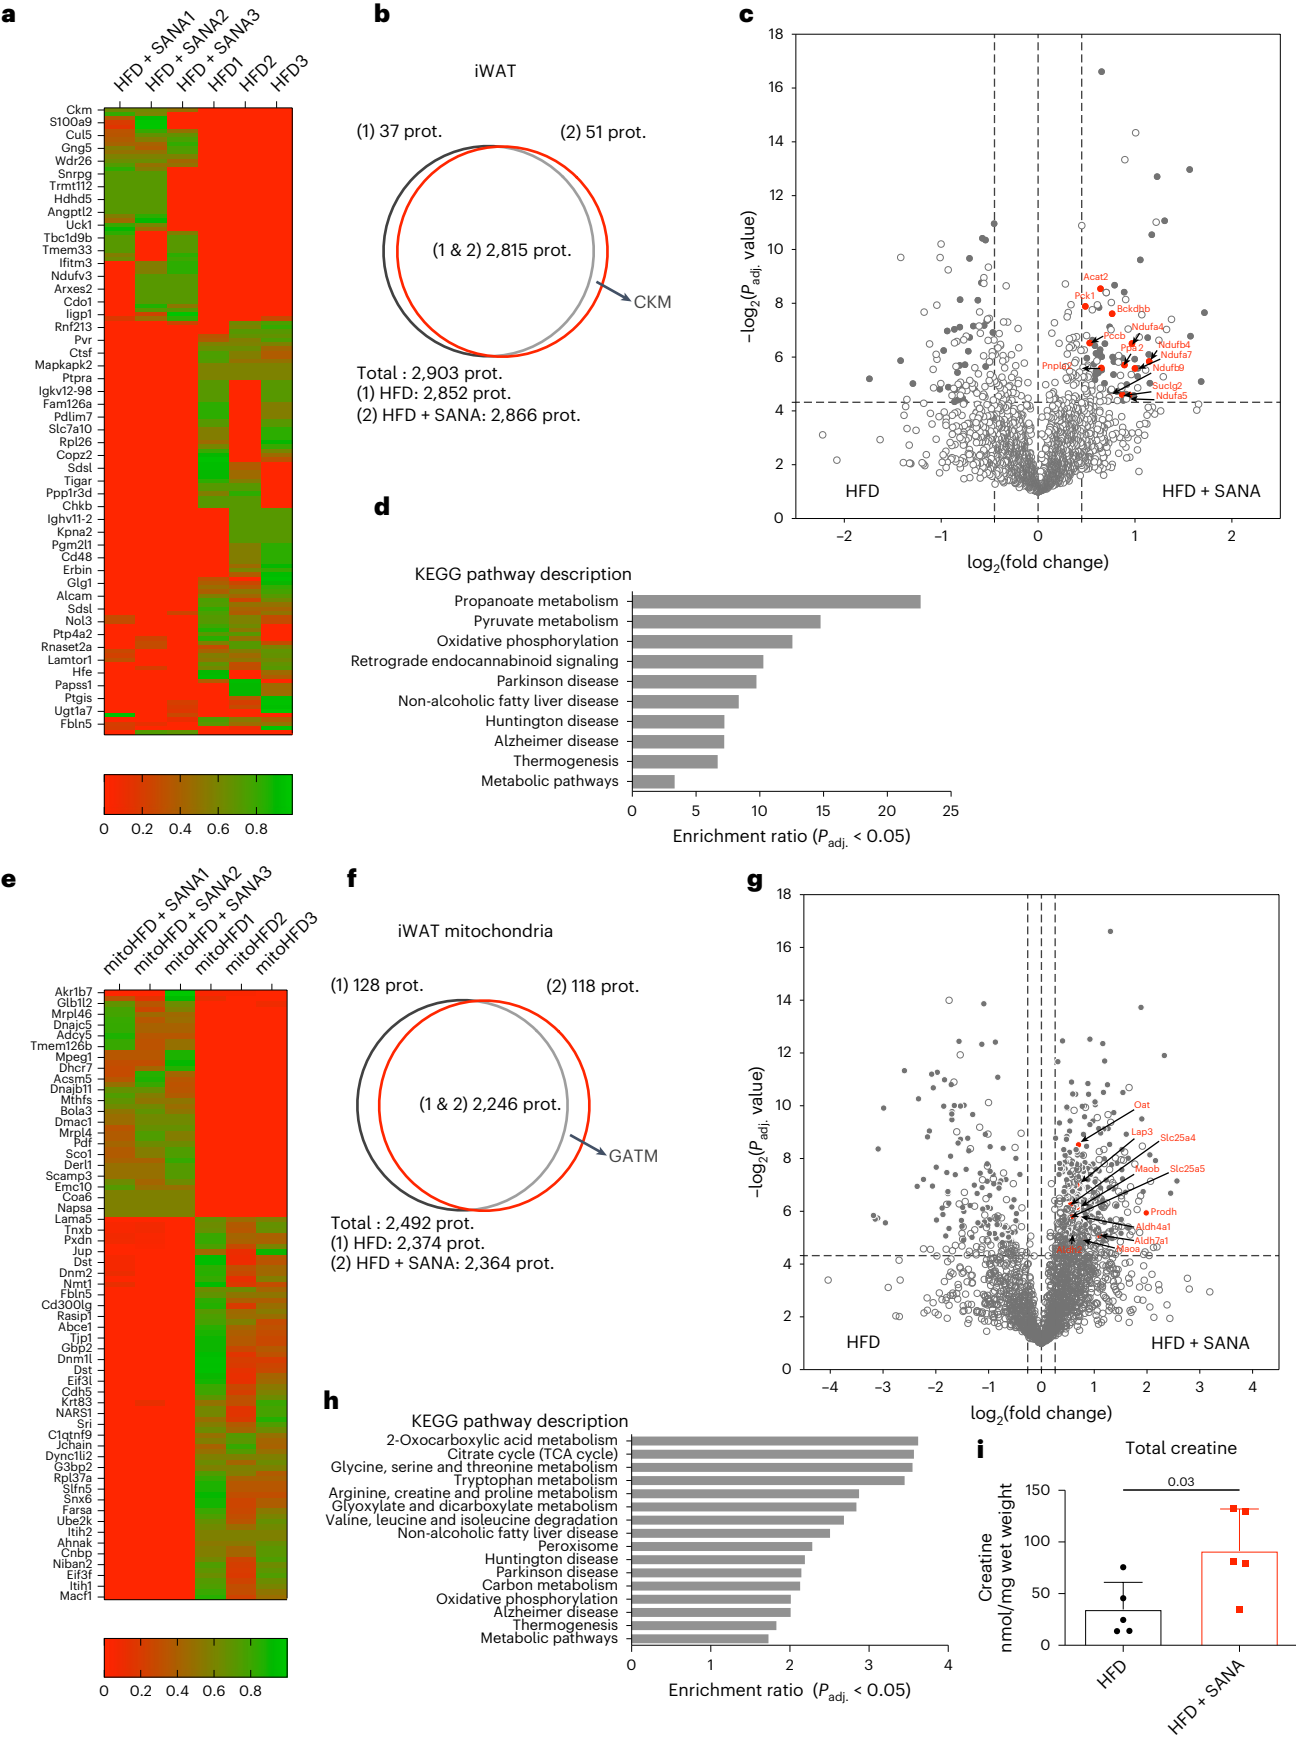 a
HFD + SANA1
HFD + SANA2
HFD + SANA3
HFD1
HFD2
HFD3
Ckm
S100a9
Cul5
Gng5
Wdr26
Snrpg
Trmt112
Hdhd5
Angptl2
Uck1
Tbc1d9b
Tmem33
Ifitm3
Ndufv3
Arxes2
Cdo1
Iigp1
Rnf213
Pvr
Ctsf
Mapkapk2
Ptpra
Igkv12-98
Fam126a
Pdlim7
Slc7a10
Rpl26
Copz2
Sdsl
Tigar
Ppp1r3d
Chkb
Ighv11-2
Kpna2
Pgm2l1
Cd48
Erbin
Glg1
Alcam
Sdsl
Nol3
Ptp4a2
Rnaset2a
Lamtor1
Hfe
Papss1
Ptgis
Ugt1a7
Fbln5
0 0.2 0.4 0.6 0.8
b
iWAT
(1) 37 prot. (2) 51 prot.
(1 & 2) 2,815 prot.
CKM
Total : 2,903 prot.
(1) HFD: 2,852 prot.
(2) HFD + SANA: 2,866 prot.
c
18
16
14
12
10
8
6
4
2
0
−log2(Padj. value)
Acat2
Pck1
Bckdhb
Ndufa4
Pccb
Ppa2
Ndufb4
Ndufa7
Pnpla2
Ndufb9
Suclg2
Ndufa5
HFD HFD + SANA
−2 −1 0 1 2
log2(fold change)
d
KEGG pathway description
Propanoate metabolism
Pyruvate metabolism
Oxidative phosphorylation
Retrograde endocannabinoid signaling
Parkinson disease
Non-alcoholic fatty liver disease
Huntington disease
Alzheimer disease
Thermogenesis
Metabolic pathways
0 5 10 15 20 25
Enrichment ratio (Padj. < 0.05)
e
mitoHFD + SANA1
mitoHFD + SANA2
mitoHFD + SANA3
mitoHFD1
mitoHFD2
mitoHFD3
Akr1b7
Glb1l2
Mrpl46
Dnajc5
Adcy5
Tmem126b
Mpeg1
Dhcr7
Acsm5
Dnajb11
Mthfs
Bola3
Dmac1
Mrpl4
Pdf
Sco1
Derl1
Scamp3
Emc10
Coa6
Napsa
Lama5
Tnxb
Pxdn
Jup
Dst
Dnm2
Nmt1
Fbln5
Cd300lg
Rasip1
Abce1
Tjp1
Gbp2
Dnm1l
Dst
Eif3l
Cdh5
Krt83
NARS1
Sri
C1qtnf9
Jchain
Dync1li2
G3bp2
Rpl37a
Slfn5
Snx6
Farsa
Ube2k
Itih2
Ahnak
Cnbp
Niban2
Eif3f
Itih1
Macf1
0 0.2 0.4 0.6 0.8
f
iWAT mitochondria
(1) 128 prot. (2) 118 prot.
(1 & 2) 2,246 prot.
GATM
Total : 2,492 prot.
(1) HFD: 2,374 prot.
(2) HFD + SANA: 2,364 prot.
g
18
16
14
12
10
8
6
4
2
0
−log2(Padj. value)
Oat
Lap3
Slc25a4
Maob
Slc25a5
Prodh
Aldh4a1
Aldh7a1
Maoa
HFD HFD + SANA
−4 −3 −2 −1 0 1 2 3 4
log2(fold change)
h
KEGG pathway description
2-Oxocarboxylic acid metabolism
Citrate cycle (TCA cycle)
Glycine, serine and threonine metabolism
Tryptophan metabolism
Arginine, creatine and proline metabolism
Glyoxylate and dicarboxylate metabolism
Valine, leucine and isoleucine degradation
Non-alcoholic fatty liver disease
Peroxisome
Huntington disease
Parkinson disease
Carbon metabolism
Oxidative phosphorylation
Alzheimer disease
Thermogenesis
Metabolic pathways
0 1 2 3 4
Enrichment ratio (Padj. < 0.05)
i
Total creatine
0.03
150
100
50
0
Creatine
nmol/mg wet weight
HFD
HFD + SANA